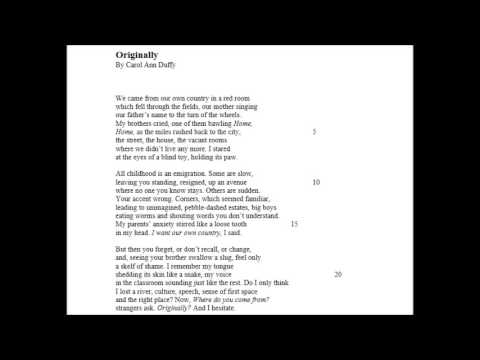 Originally
By Carol Ann Duffy
We came from our own country in a red room
which fell through the fields, our mother singing
our father's name to the turn of the wheels.
My brothers cried, one of them bawling Home,
Home, as the miles rushed back to the city, 5
the street, the house, the vacant rooms
where we didn't live any more. I stared
at the eyes of a blind toy, holding its paw.
All childhood is an emigration. Some are slow,
leaving you standing, resigned, up an avenue 10
where no one you know stays. Others are sudden.
Your accent wrong. Corners, which seemed familiar,
leading to unimagined, pebble-dashed estates, big boys
eating worms and shouting words you don't understand.
My parents' anxiety stirred like a loose tooth 15
in my head. I want our own country, I said.
But then you forget, or don't recall, or change,
and, seeing your brother swallow a slug, feel only
a skelf of shame. I remember my tongue
shedding its skin like a snake, my voice 20
in the classroom sounding just like the rest. Do I only think
I lost a river, culture, speech, sense of first space
and the right place? Now, Where do you come from?
strangers ask. Originally? And I hesitate.